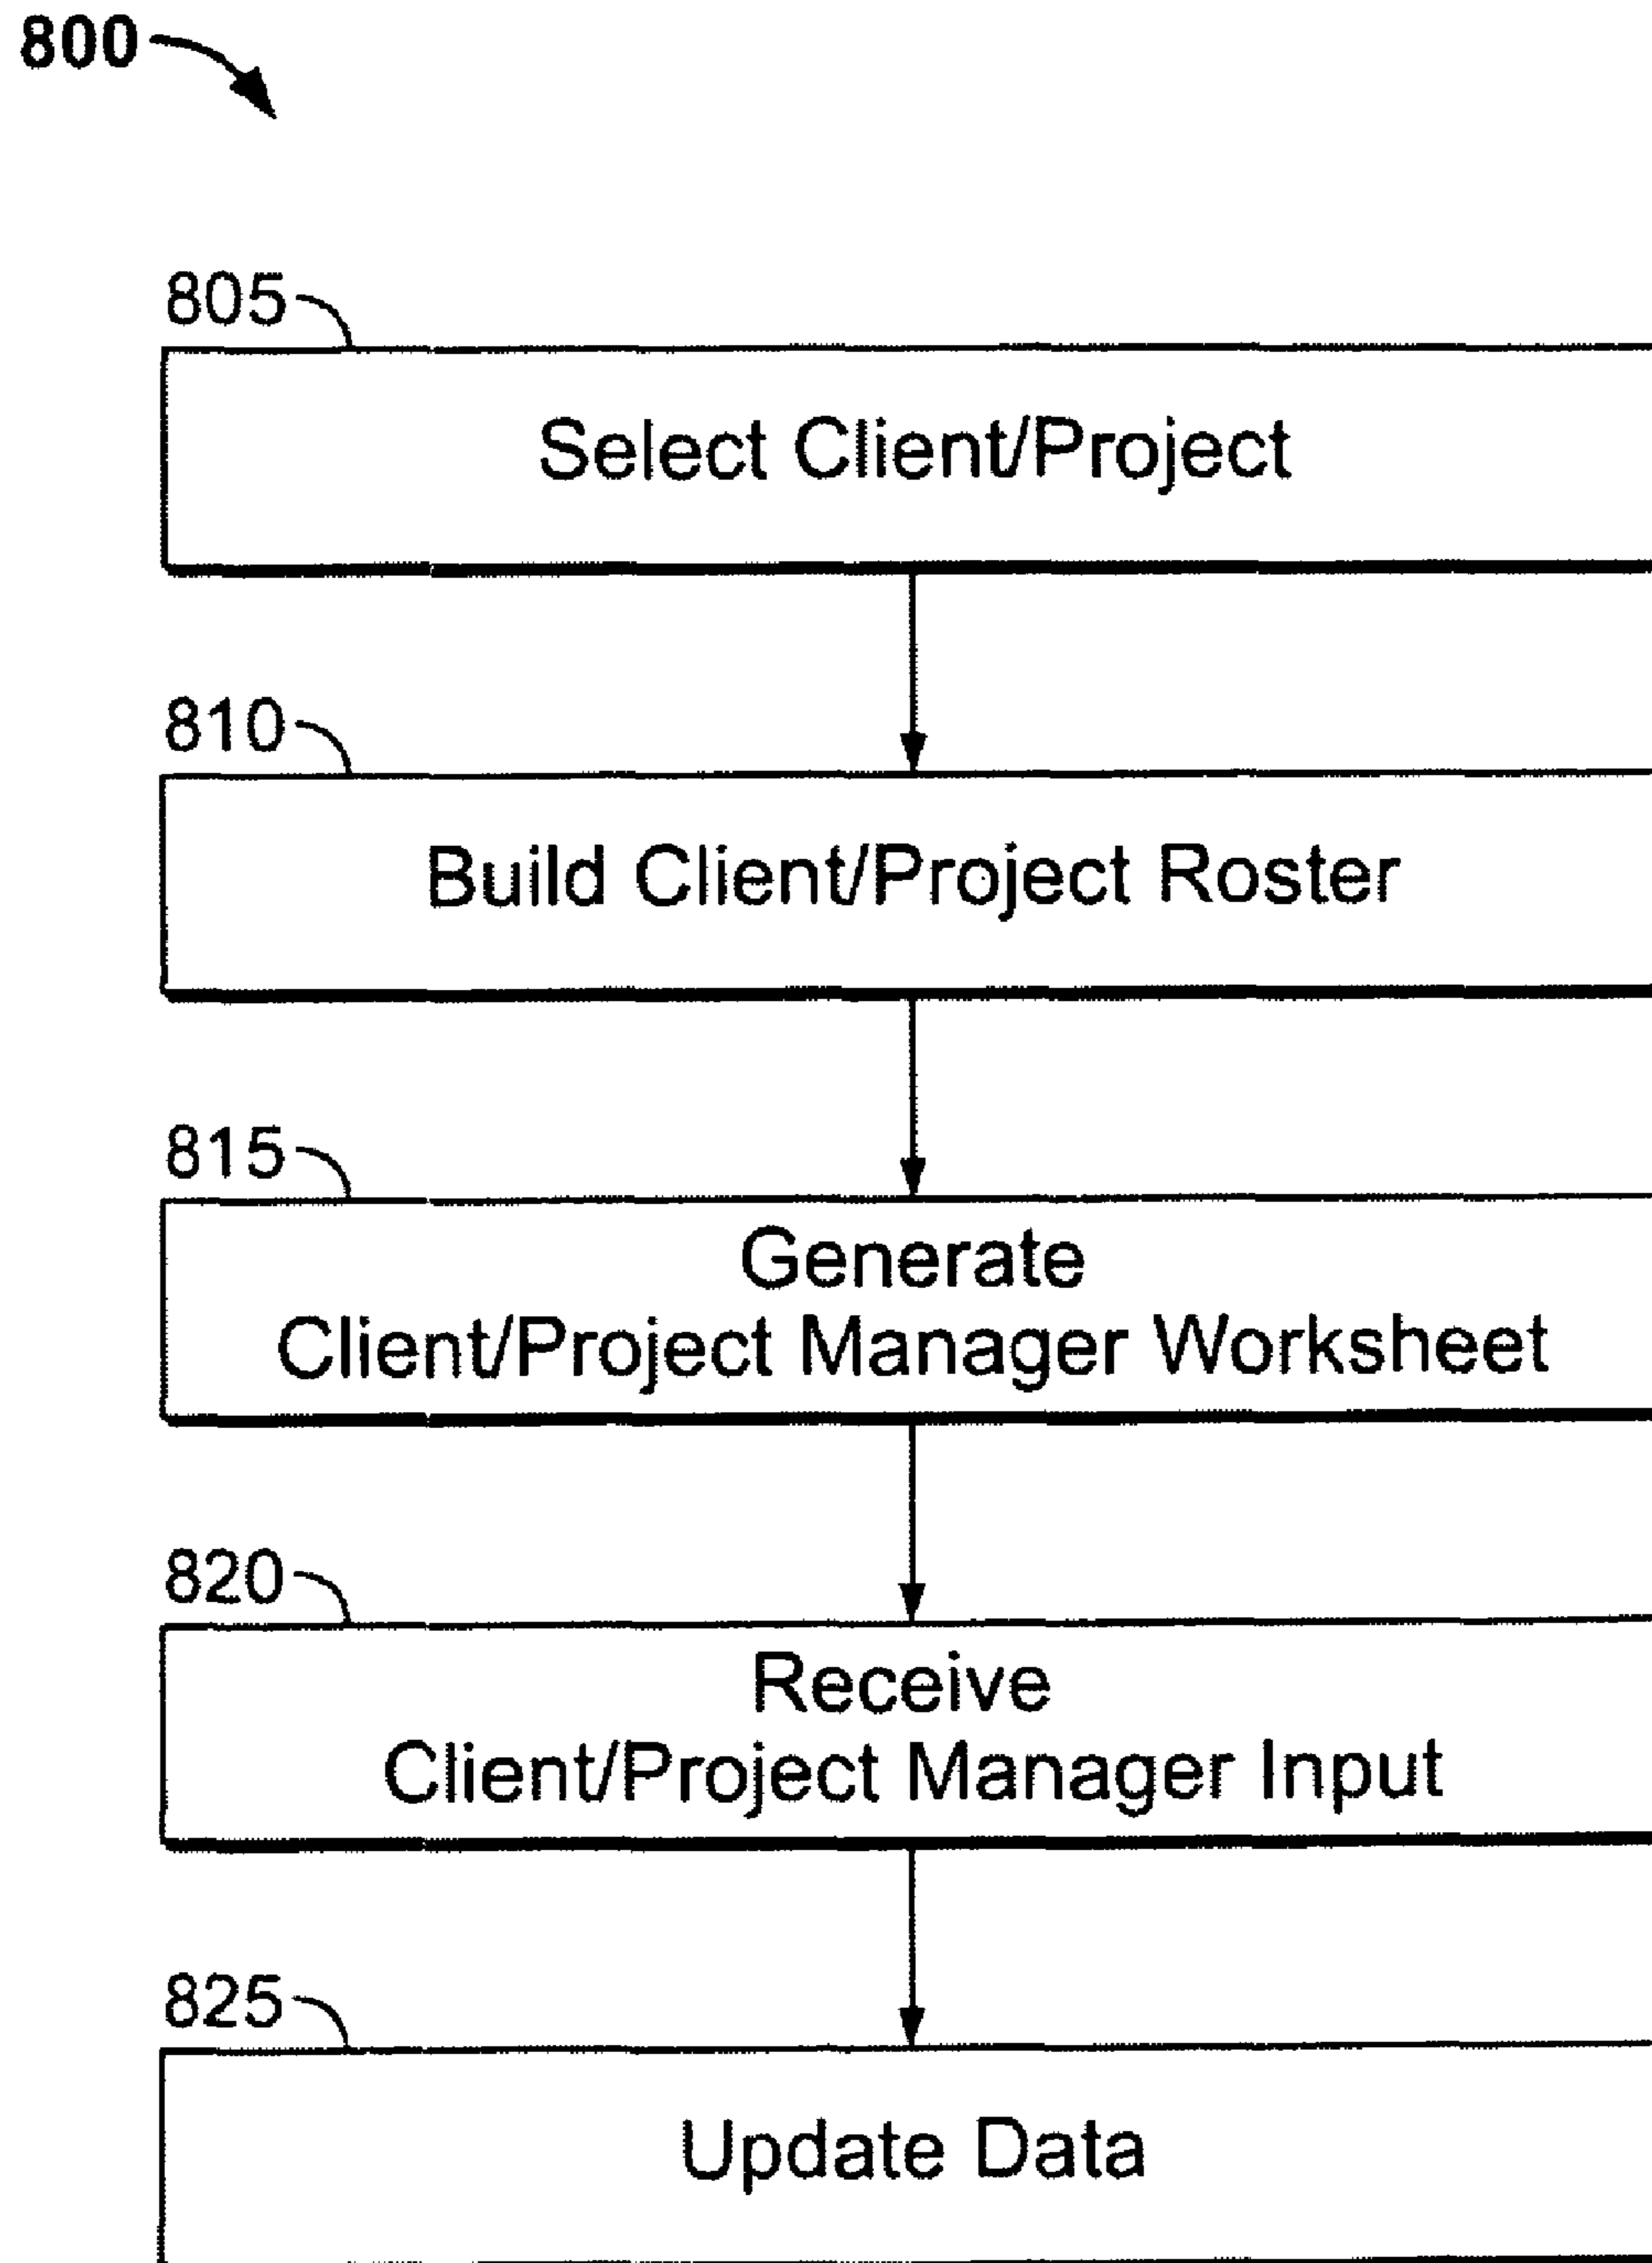 800
805
Select Client/Project
810
Build Client/Project Roster
815
Generate
Client/Project Manager Worksheet
820
Receive
Client/Project Manager Input
825
Update Data